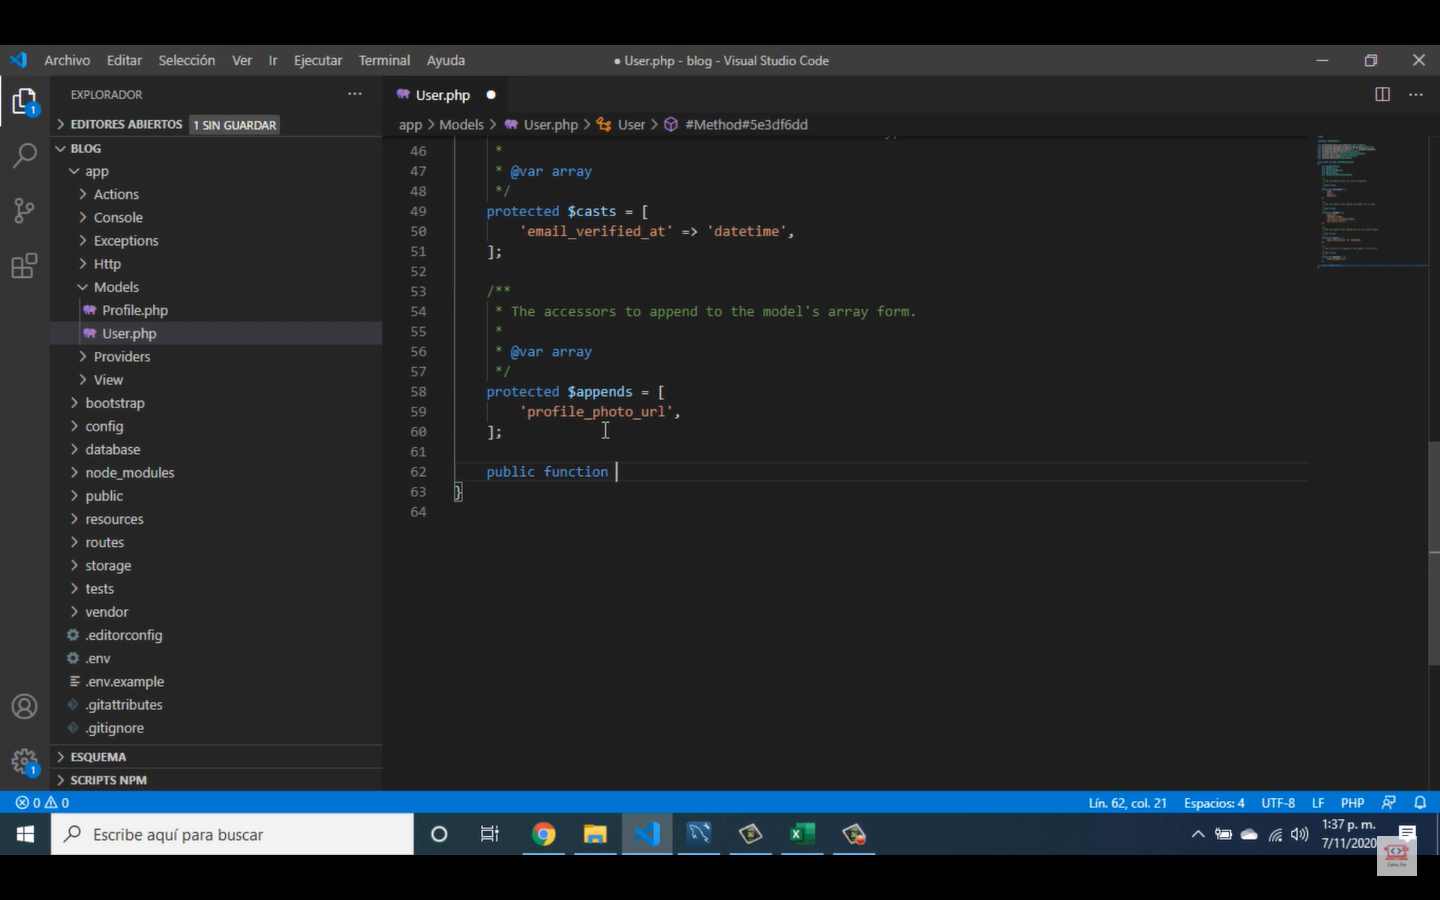 Archivo Editar Selección Ver Ir Ejecutar Terminal Ayuda
● User.php - blog - Visual Studio Code
EXPLORADOR
EDITORES ABIERTOS 1 SIN GUARDAR
BLOG
app
Actions
Console
Exceptions
Http
Models
Profile.php
User.php
Providers
View
bootstrap
config
database
node_modules
public
resources
routes
storage
tests
vendor
.editorconfig
.env
.env.example
.gitattributes
.gitignore
ESQUEMA
SCRIPTS NPM
User.php ●
app > Models > User.php > User > #Method#5e3df6dd
46 *
47 * @var array
48 */
49 protected $casts = [
50 'email_verified_at' => 'datetime',
51 ];
52
53 /**
54 * The accessors to append to the model's array form.
55 *
56 * @var array
57 */
58 protected $appends = [
59 'profile_photo_url',
60 ];
61
62 public function
63 }
64
0 0 Lín. 62, col. 21 Espacios: 4 UTF-8 LF PHP
Escribe aquí para buscar
1:37 p. m.
7/11/2020